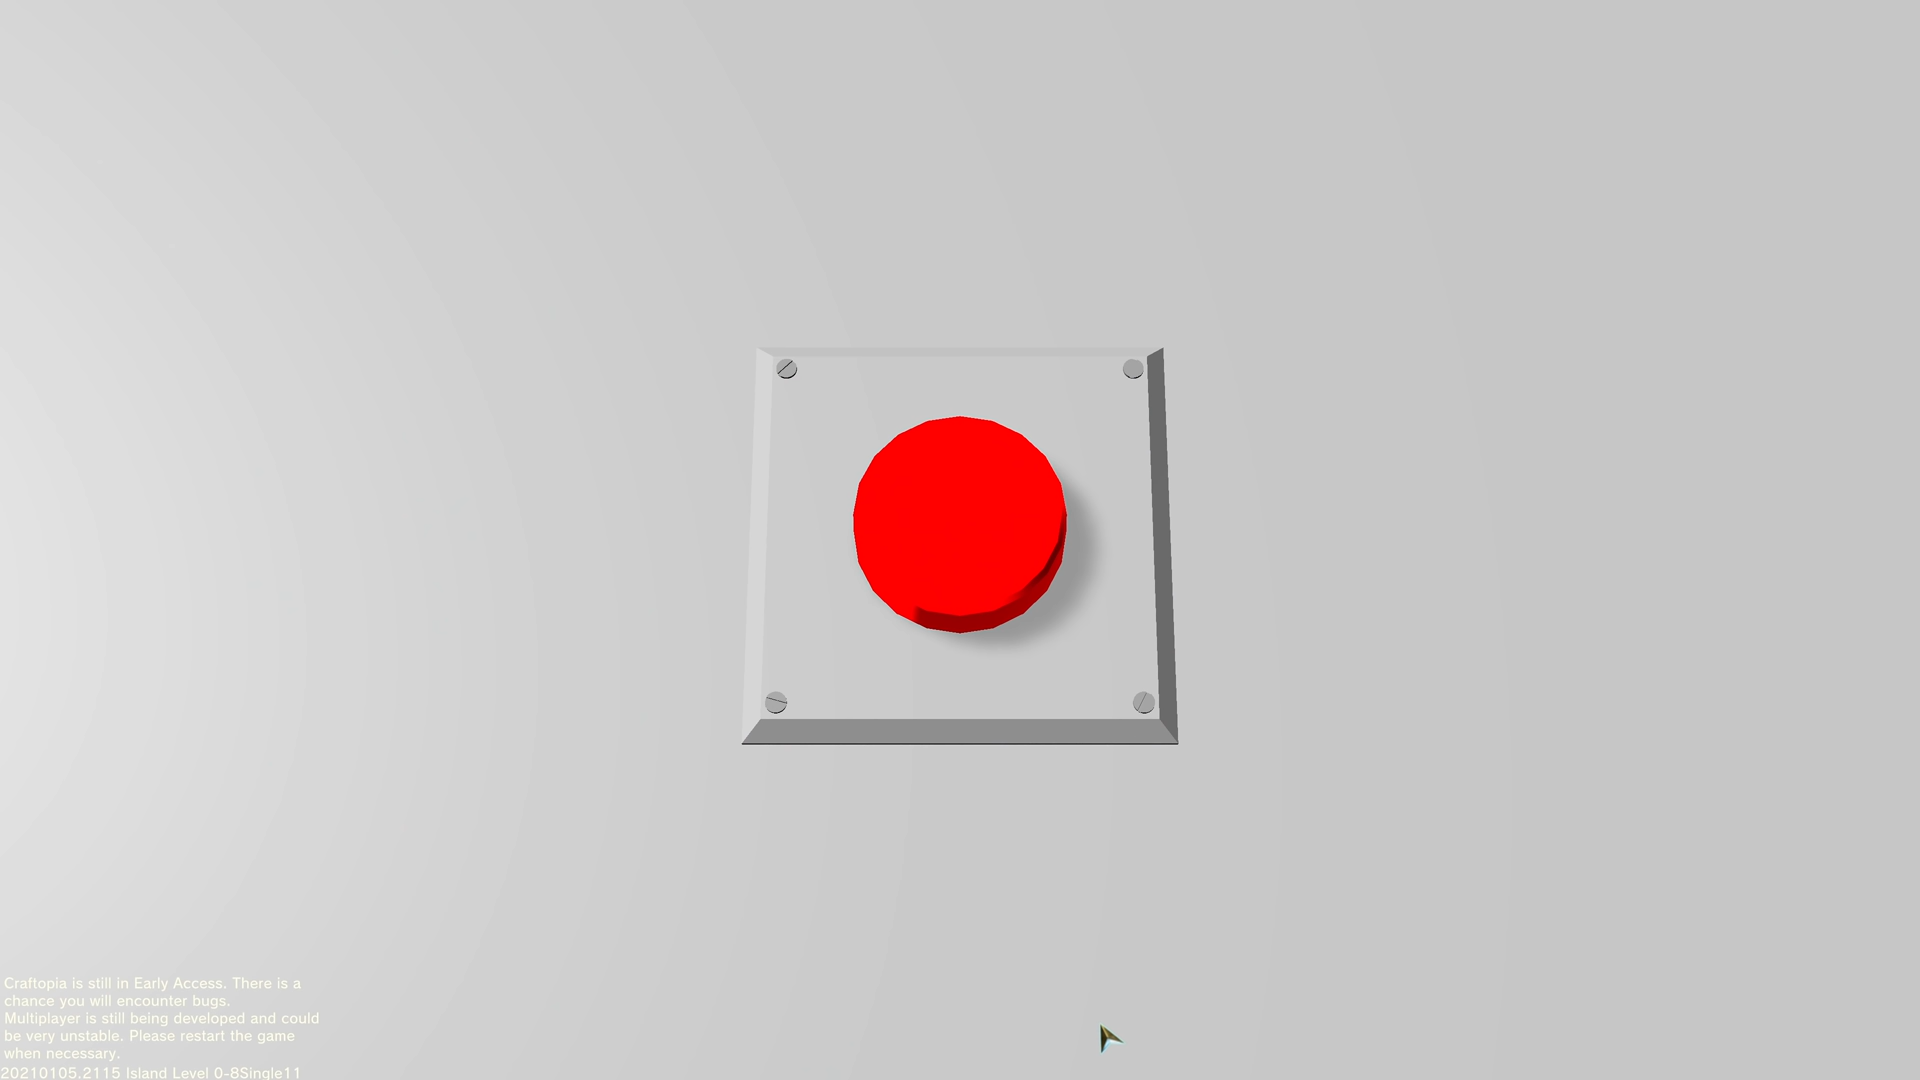 Craftopia is still in Early Access. There is a
chance you will encounter bugs.
Multiplayer is still being developed and could
be very unstable. Please restart the game
when necessary.
20210105.2115 Island Level 0-8Single11